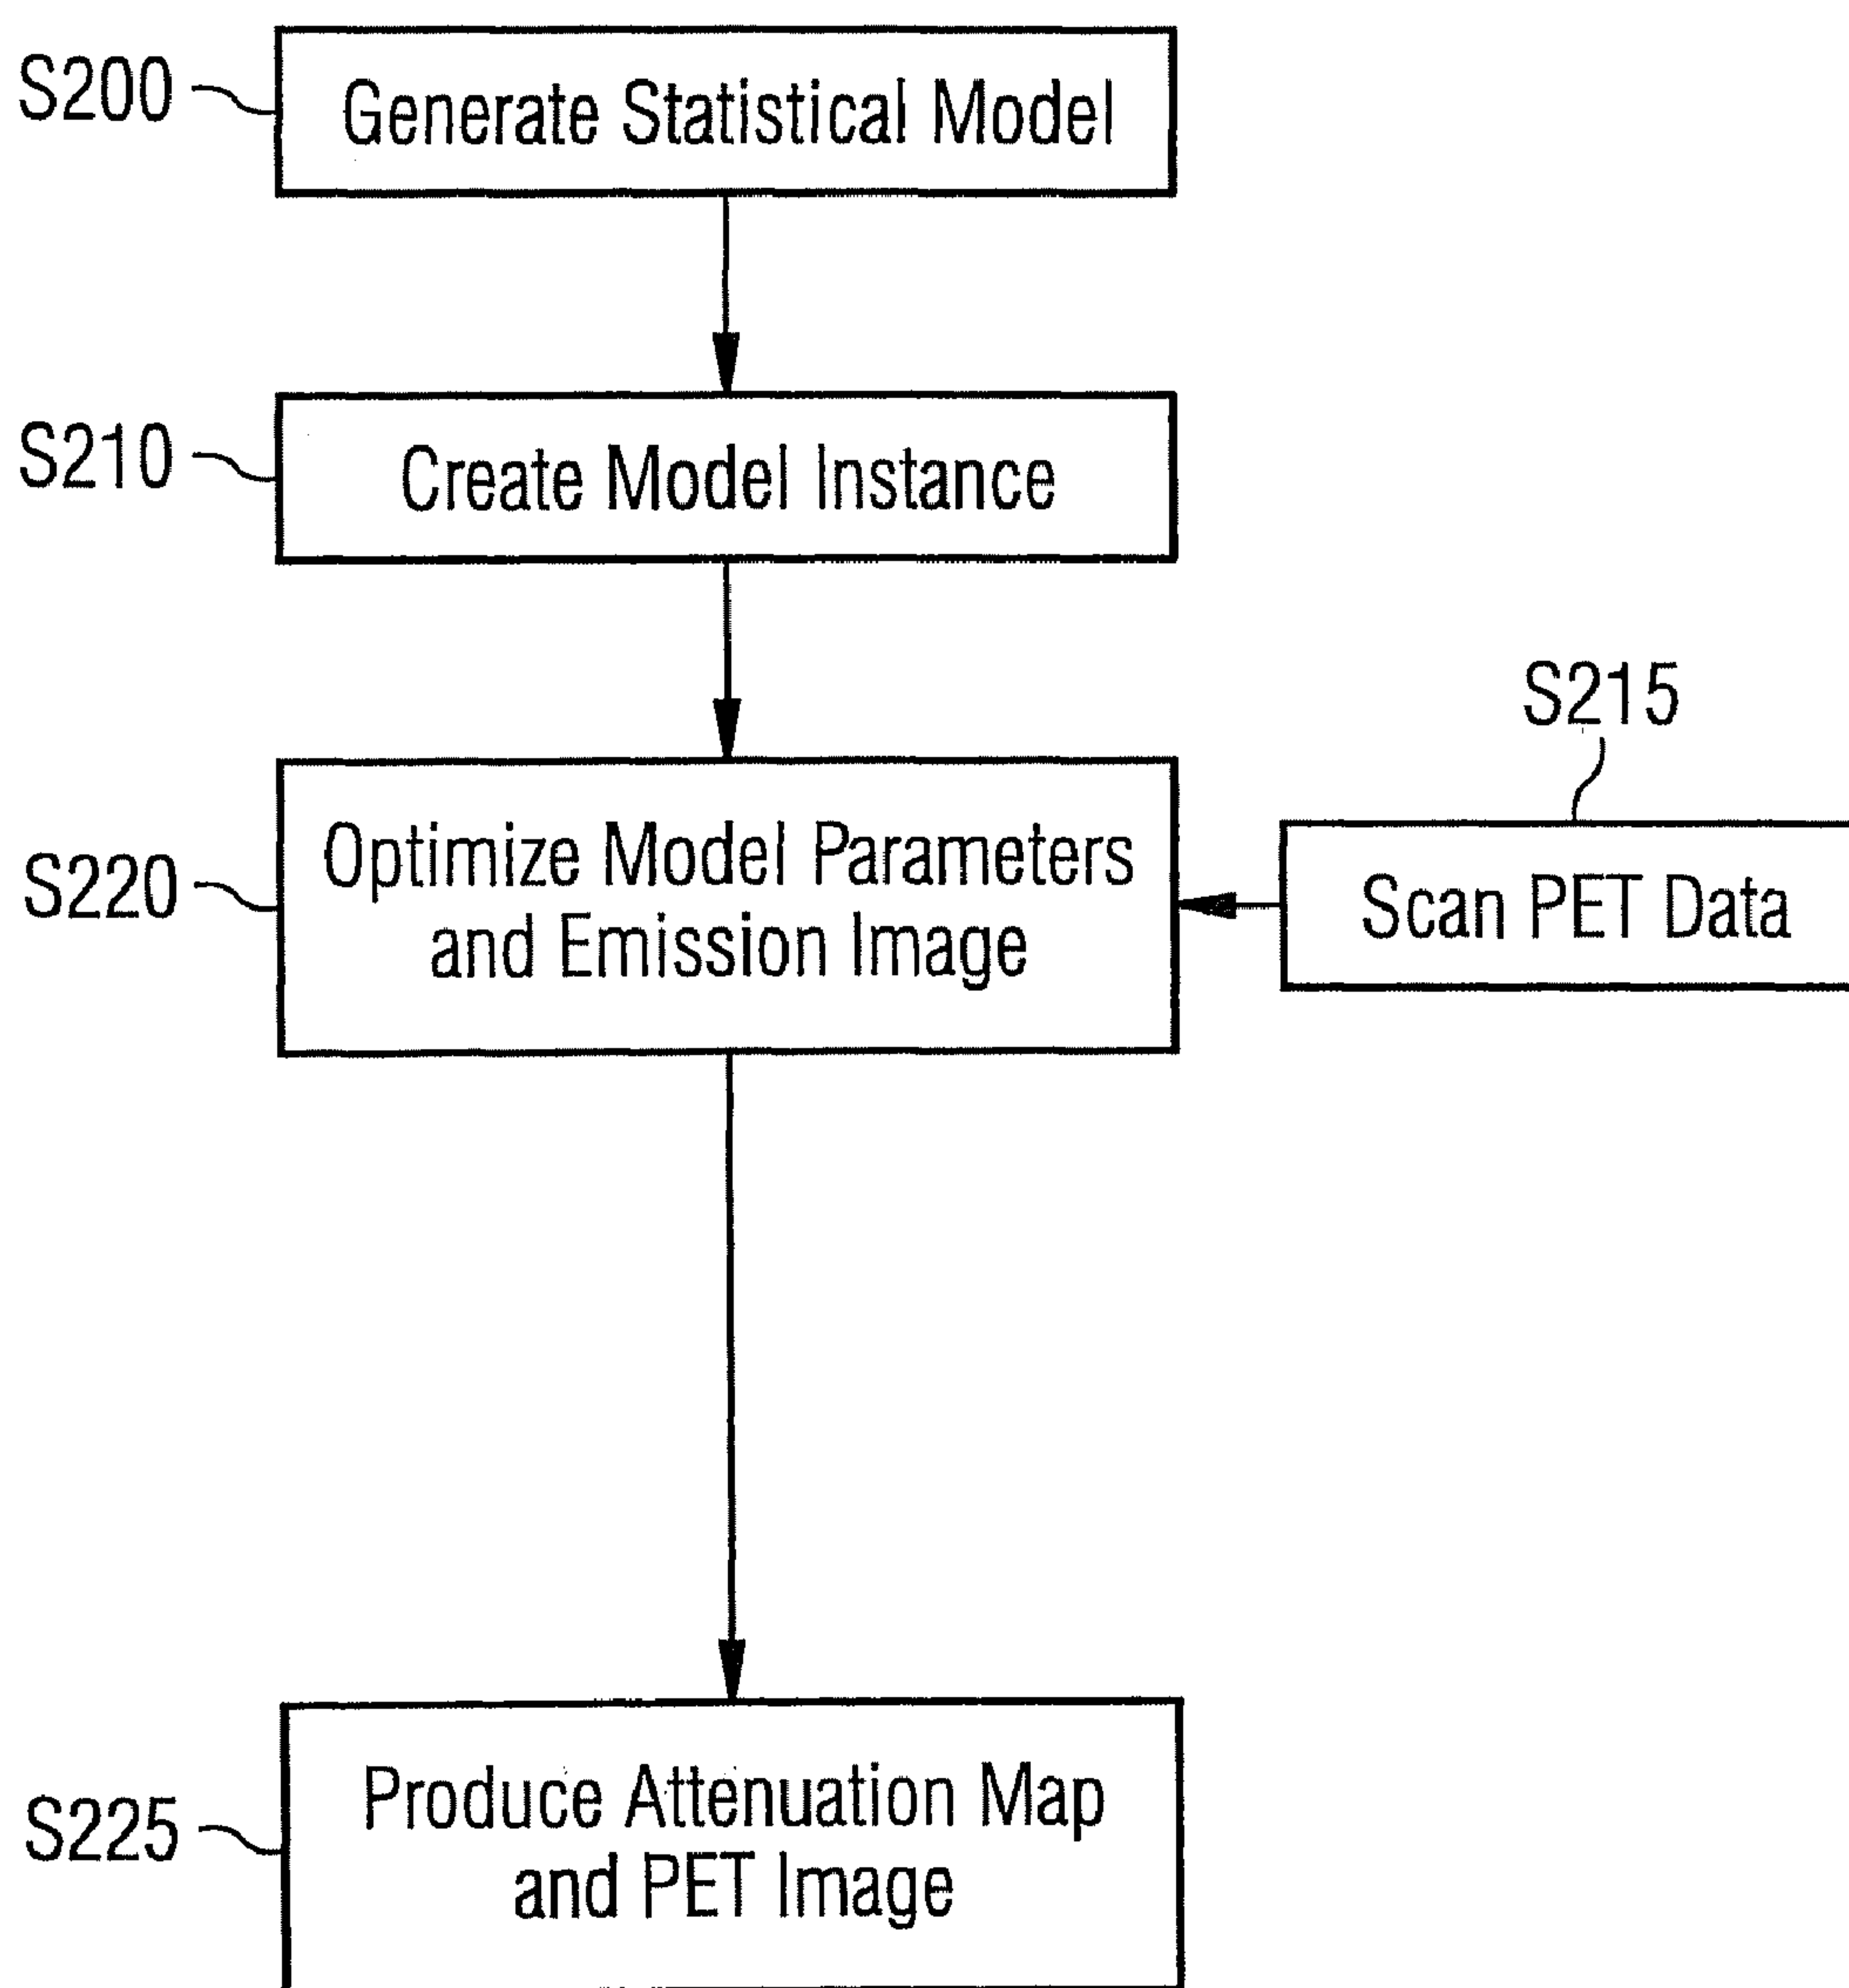 S200
Generate Statistical Model
S210
Create Model Instance
S215
S220
Optimize Model Parameters
and Emission Image
Scan PET Data
S225
Produce Attenuation Map
and PET Image